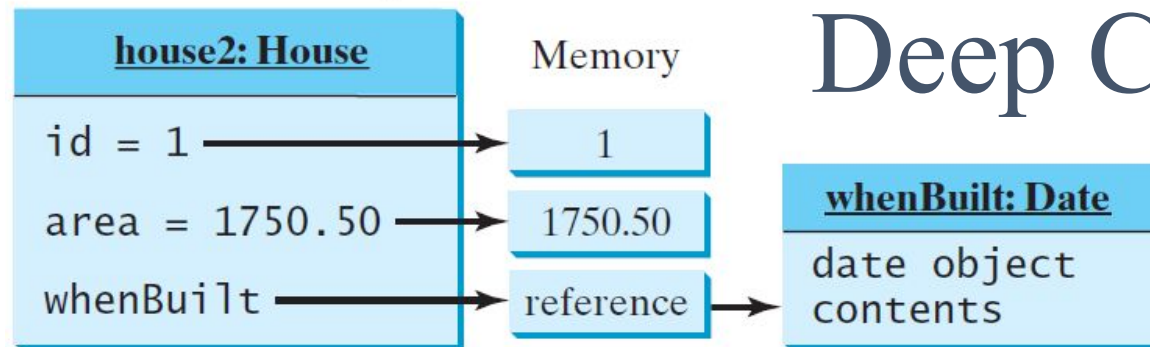 Deep C
house2: House
Memory
id = 1
1
area = 1750.50
1750.50
whenBuilt
reference
whenBuilt: Date
date object
contents